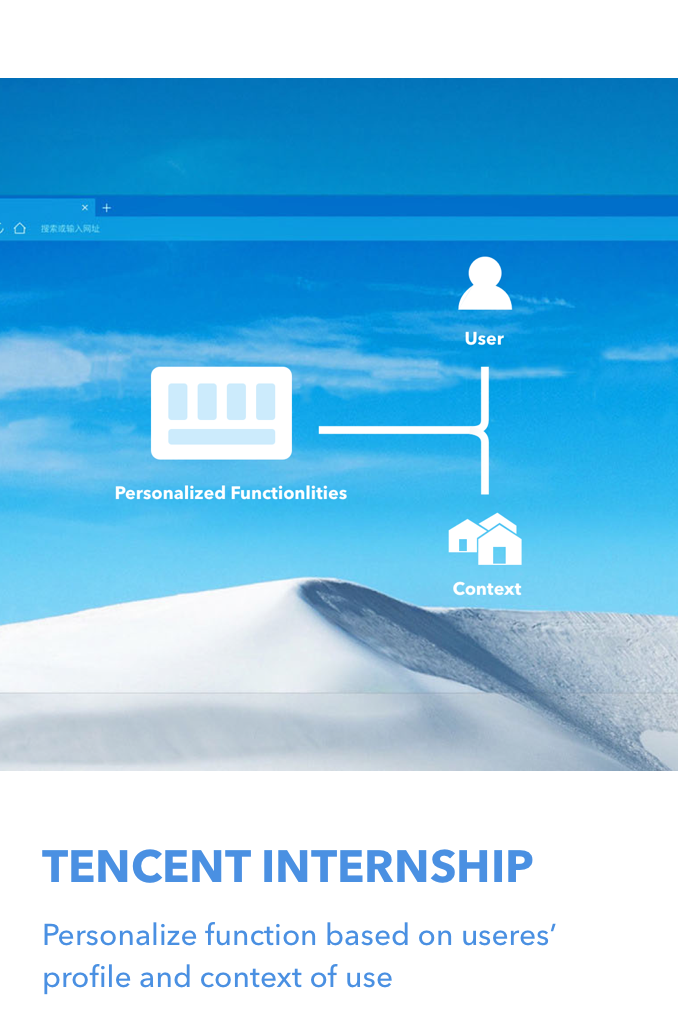 搜索或输入网址
User
Personalized Functionlities
Context
TENCENT INTERNSHIP
Personalize function based on useres’
profile and context of use